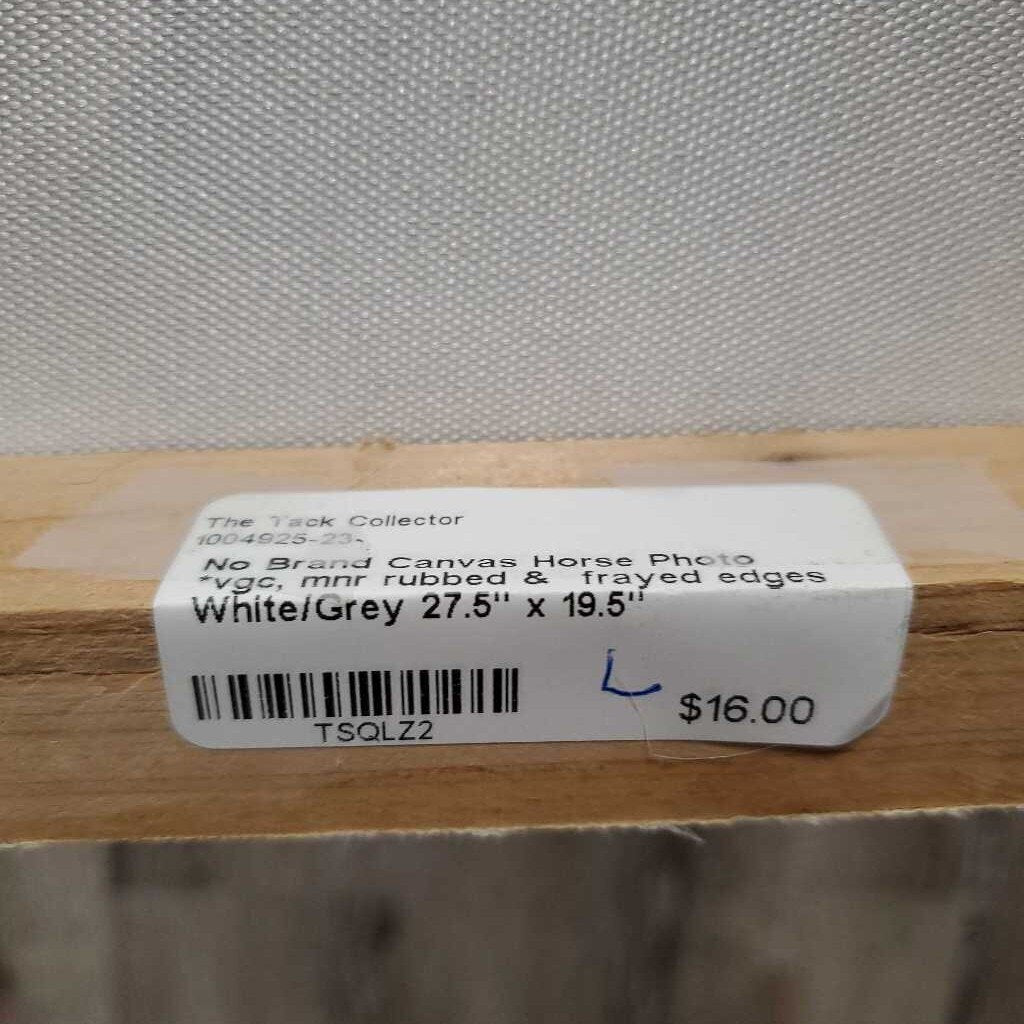 The Tack Collector
1004925-23-
No Brand Canvas Horse Photo
*vgc, mnr rubbed & frayed edges
White/Grey 27.5" x 19.5"
L
$16.00
TSQLZ2